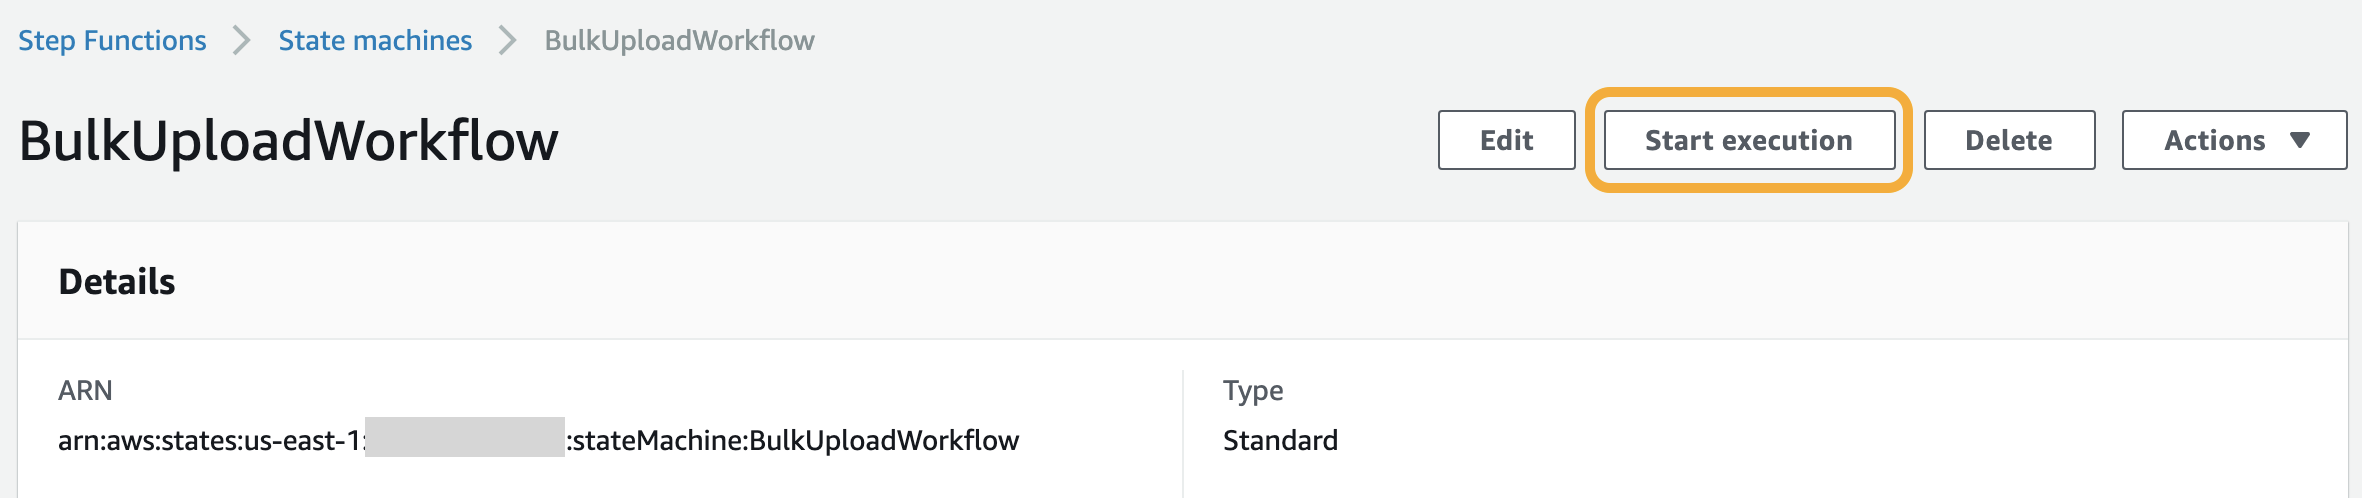 Step Functions > State machines > BulkUploadWorkflow
BulkUploadWorkflow
Edit
Start execution
Delete
Actions ▼
Details
ARN
arn:aws:states:us-east-1: :stateMachine:BulkUploadWorkflow
Type
Standard